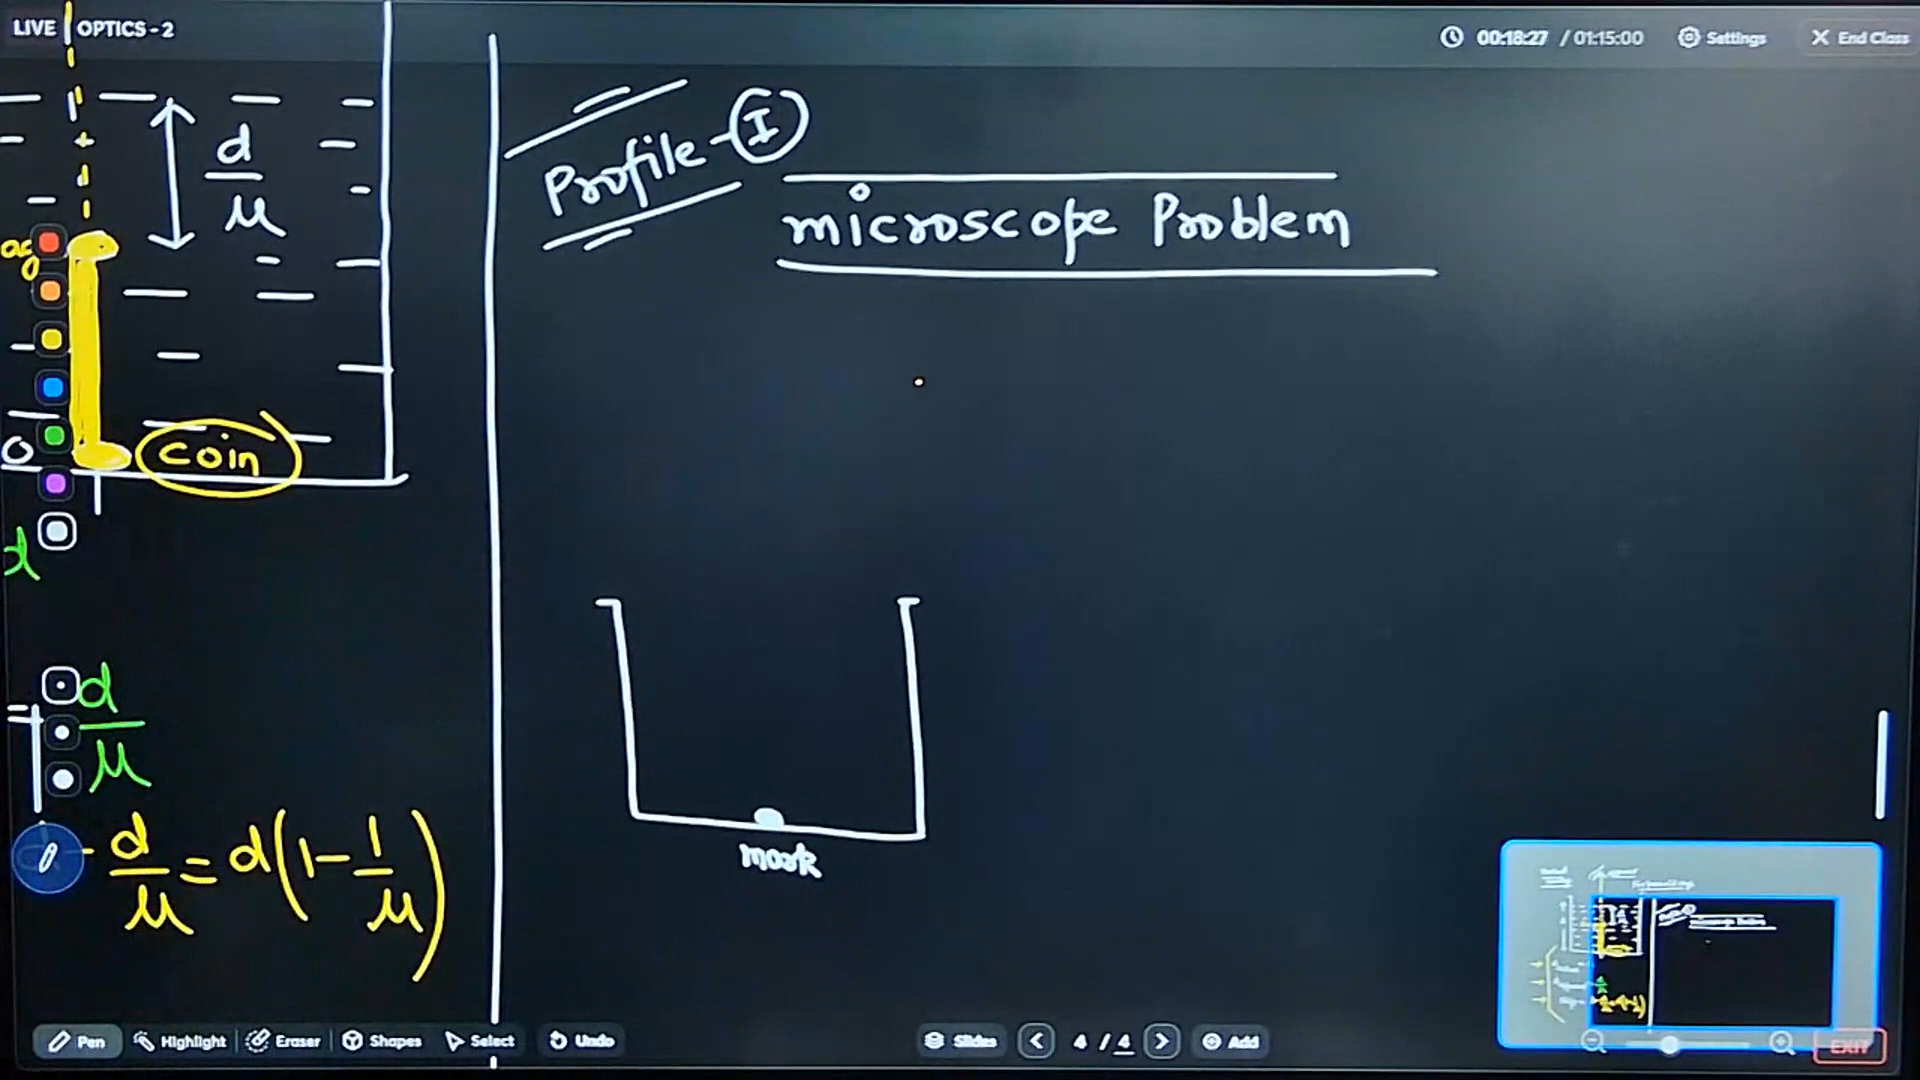 LIVE | OPTICS - 2
00:18:27 / 01:15:00
Settings
End Class
d
μ
coin
O
d
d
μ
- d/μ = d(1 - 1/μ)
Profile - I
microscope Problem
mark
Pen
Highlight
Eraser
Shapes
Select
Undo
Slides
4 / 4
Add
EXIT